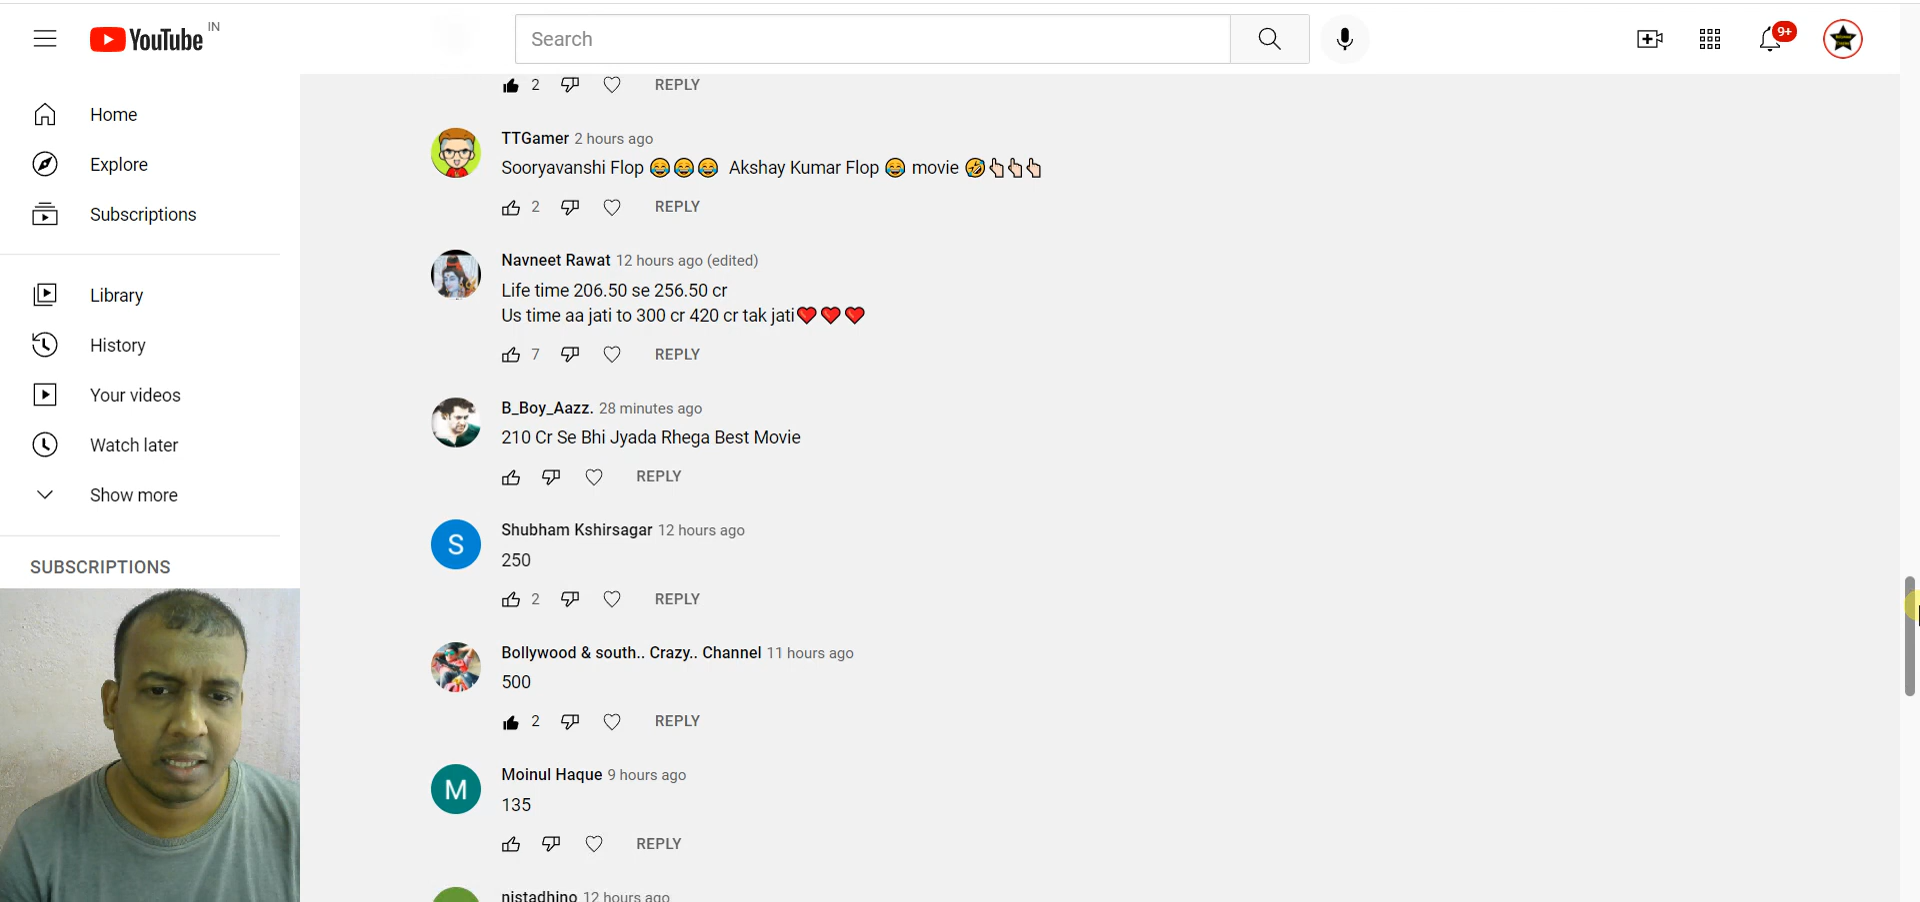 YouTube IN
Search
9+
Home
Explore
Subscriptions
Library
History
Your videos
Watch later
Show more
SUBSCRIPTIONS
2 REPLY
TTGamer 2 hours ago
Sooryavanshi Flop 😂😂😂 Akshay Kumar Flop 😂 movie 🤣👆🏻👆🏻👆🏻
2 REPLY
Navneet Rawat 12 hours ago (edited)
Life time 206.50 se 256.50 cr
Us time aa jati to 300 cr 420 cr tak jati❤️❤️❤️
7 REPLY
B_Boy_Aazz. 28 minutes ago
210 Cr Se Bhi Jyada Rhega Best Movie
REPLY
S
Shubham Kshirsagar 12 hours ago
250
2 REPLY
Bollywood & south.. Crazy.. Channel 11 hours ago
500
2 REPLY
M
Moinul Haque 9 hours ago
135
REPLY
nistadhino 12 hours ago